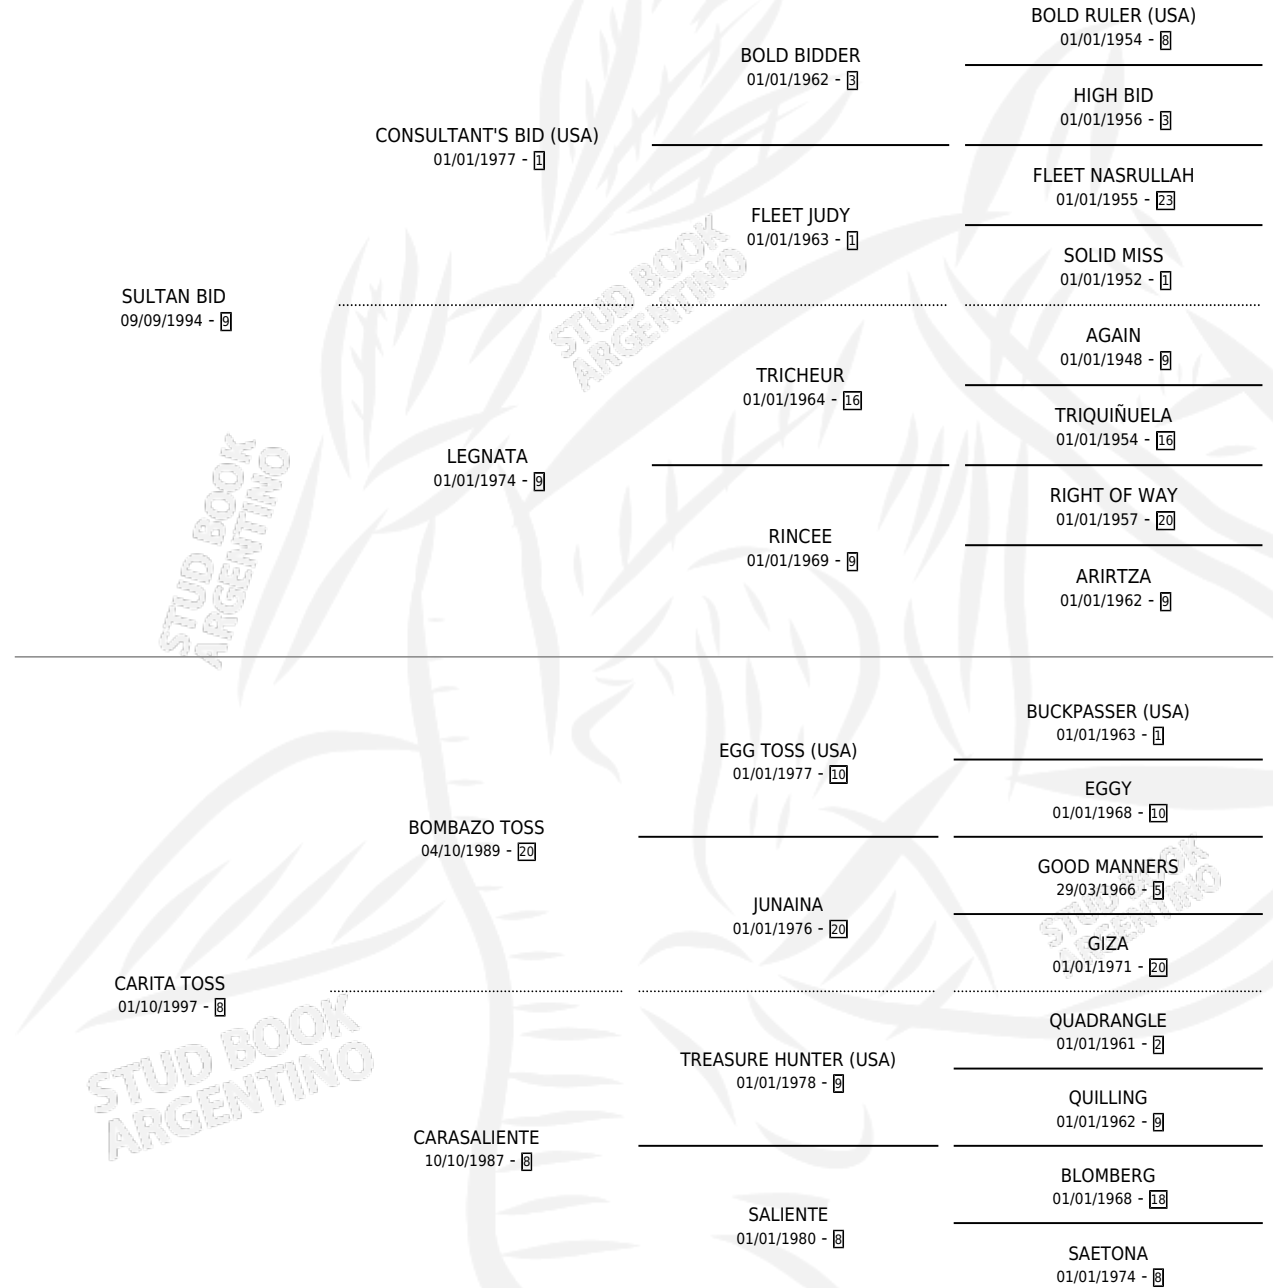 BOLD RULER (USA)
01/01/1954 - 8
BOLD BIDDER
01/01/1962 - 3
HIGH BID
01/01/1956 - 3
CONSULTANT'S BID (USA)
01/01/1977 - 1
FLEET NASRULLAH
01/01/1955 - 23
FLEET JUDY
01/01/1963 - 1
SOLID MISS
01/01/1952 - 1
SULTAN BID
09/09/1994 - 9
AGAIN
01/01/1948 - 9
TRICHEUR
01/01/1964 - 16
TRIQUIÑUELA
01/01/1954 - 16
LEGNATA
01/01/1974 - 9
RIGHT OF WAY
01/01/1957 - 20
RINCEE
01/01/1969 - 9
ARIRTZA
01/01/1962 - 9
BUCKPASSER (USA)
01/01/1963 - 1
EGG TOSS (USA)
01/01/1977 - 10
EGGY
01/01/1968 - 10
BOMBAZO TOSS
04/10/1989 - 20
GOOD MANNERS
29/03/1966 - 5
JUNAINA
01/01/1976 - 20
GIZA
01/01/1971 - 20
CARITA TOSS
01/10/1997 - 8
QUADRANGLE
01/01/1961 - 2
TREASURE HUNTER (USA)
01/01/1978 - 9
QUILLING
01/01/1962 - 9
CARASALIENTE
10/10/1987 - 8
BLOMBERG
01/01/1968 - 18
SALIENTE
01/01/1980 - 8
SAETONA
01/01/1974 - 8
STUD BOOK
ARGENTINO
STUD BOOK
ARGENTINO
STUD BOOK
ARGENTINO
STUD BOOK
ARGENTINO